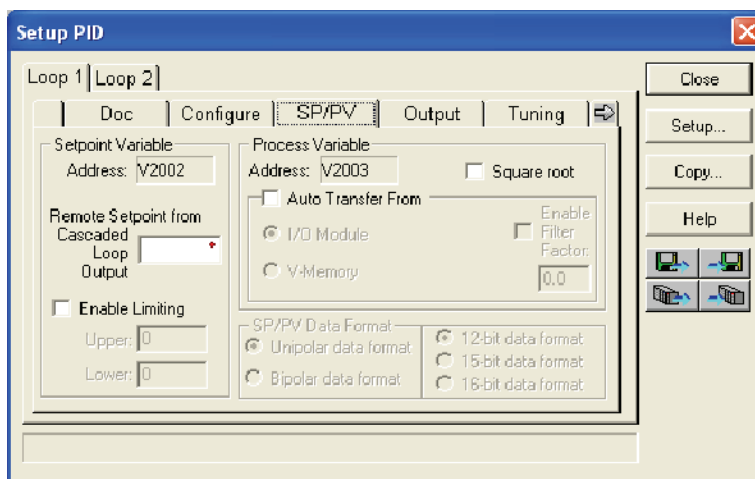 Setup PID
Loop 1
Loop 2
Close
Setup...
Copy...
Help
Doc
Configure
SP/PV
Output
Tuning
Setpoint Variable
Address: V2002
Remote Setpoint from
Cascaded
Loop
Output
*
Enable Limiting
Upper: 0
Lower: 0
Process Variable
Address: V2003
Square root
Auto Transfer From
I/O Module
V-Memory
Enable
Filter
Factor:
0.0
SP/PV Data Format
Unipolar data format
Bipolar data format
12-bit data format
15-bit data format
16-bit data format